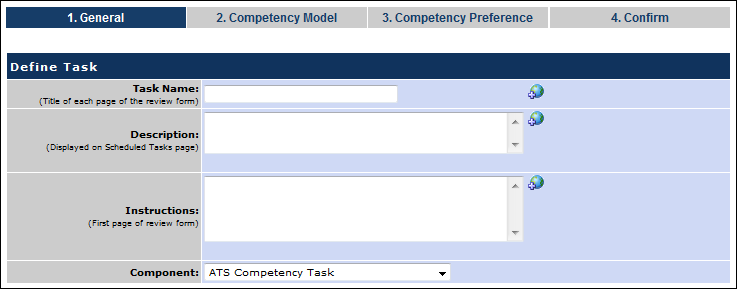 1. General 2. Competency Model 3. Competency Preference 4. Confirm
Define Task
Task Name:
(Title of each page of the review form)
Description:
(Displayed on Scheduled Tasks page)
Instructions:
(First page of review form)
Component: ATS Competency Task